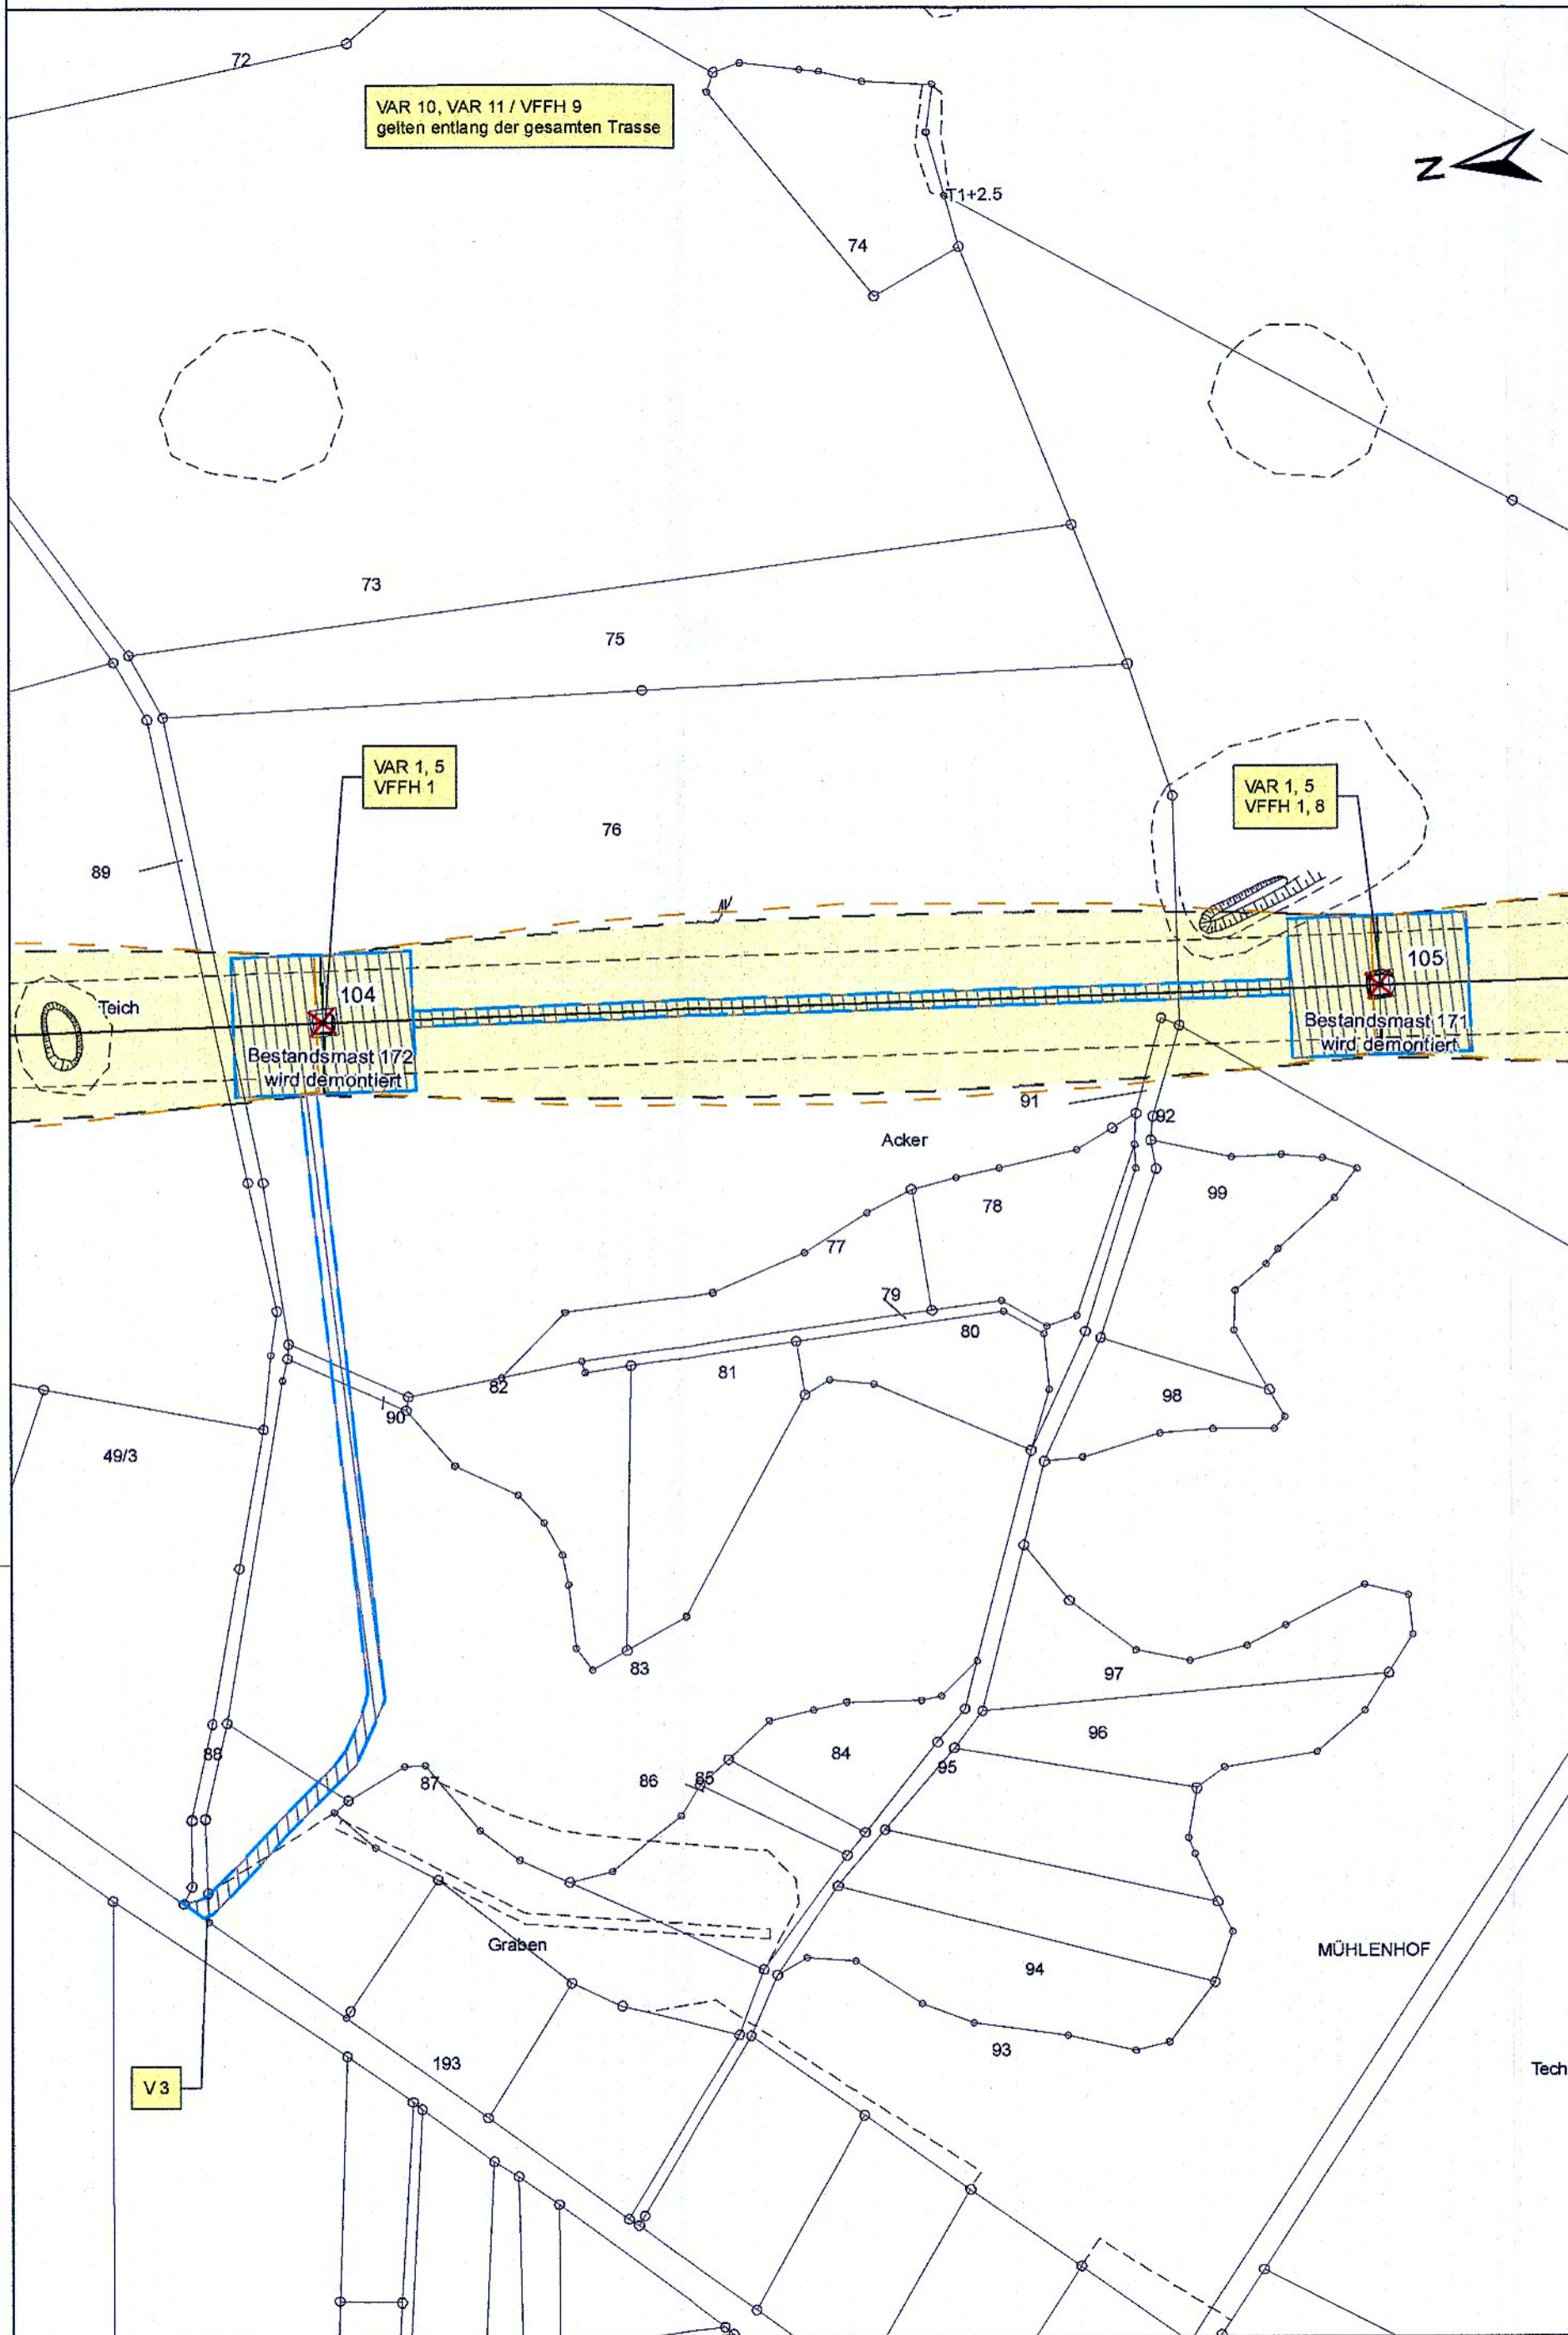 72
VAR 10, VAR 11 / VFFH 9
gelten entlang der gesamten Trasse
N
T1+2.5
74
73
75
VAR 1, 5
VFFH 1
VAR 1, 5
VFFH 1, 8
76
89
104
105
Teich
Bestandsmast 171
wird demontiert
Bestandsmast 172
wird demontiert
91
92
Acker
99
78
77
79
80
81
82
98
90
49/3
83
97
96
84
88
95
86
85
87
Graben
MÜHLENHOF
94
93
193
Tech
V 3